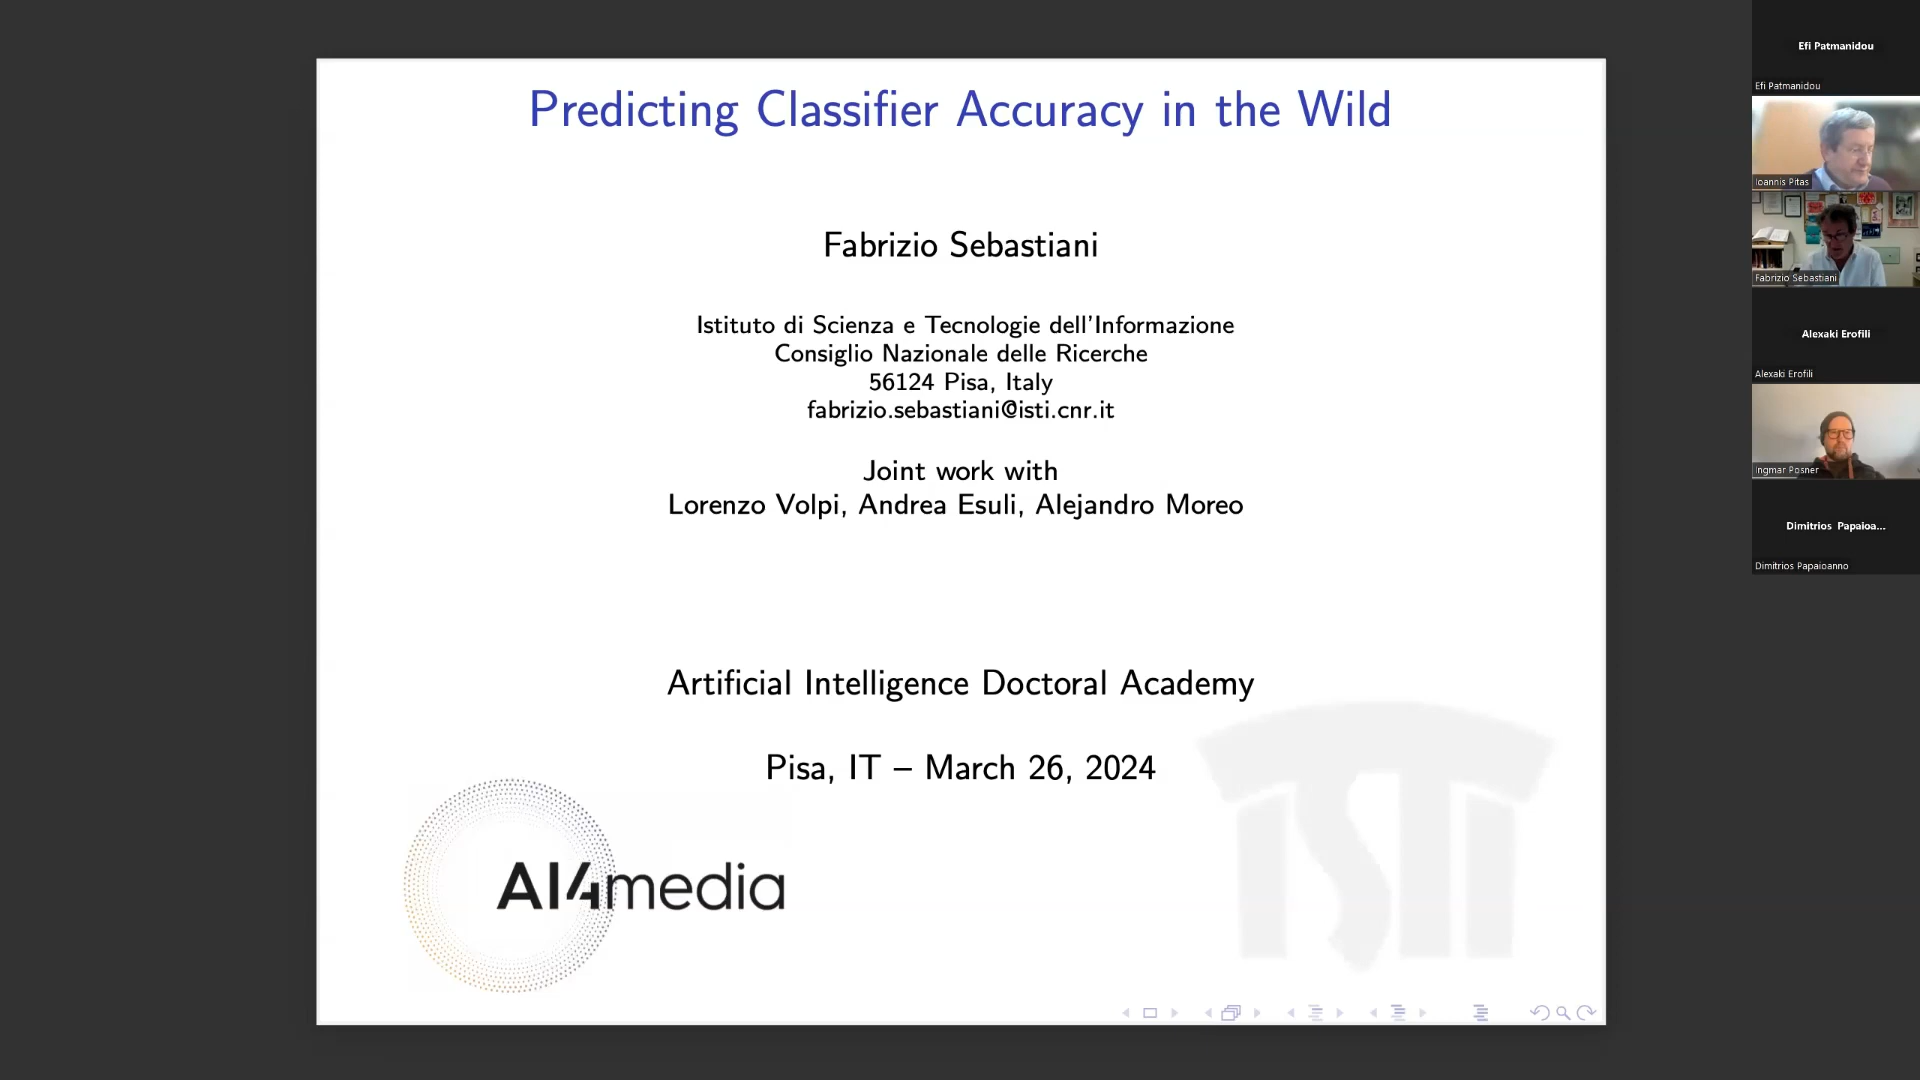 Predicting Classifier Accuracy in the Wild
Fabrizio Sebastiani
Istituto di Scienza e Tecnologie dell'Informazione
Consiglio Nazionale delle Ricerche
56124 Pisa, Italy
fabrizio.sebastiani@isti.cnr.it
Joint work with
Lorenzo Volpi, Andrea Esuli, Alejandro Moreo
Artificial Intelligence Doctoral Academy
Pisa, IT – March 26, 2024
AI4media
ISTI
Efi Patmanidou
Efi Patmanidou
Ioannis Pitas
Fabrizio Sebastiani
Alexaki Erofili
Alexaki Erofili
Ingmar Posner
Dimitrios Papaioa...
Dimitrios Papaioanno